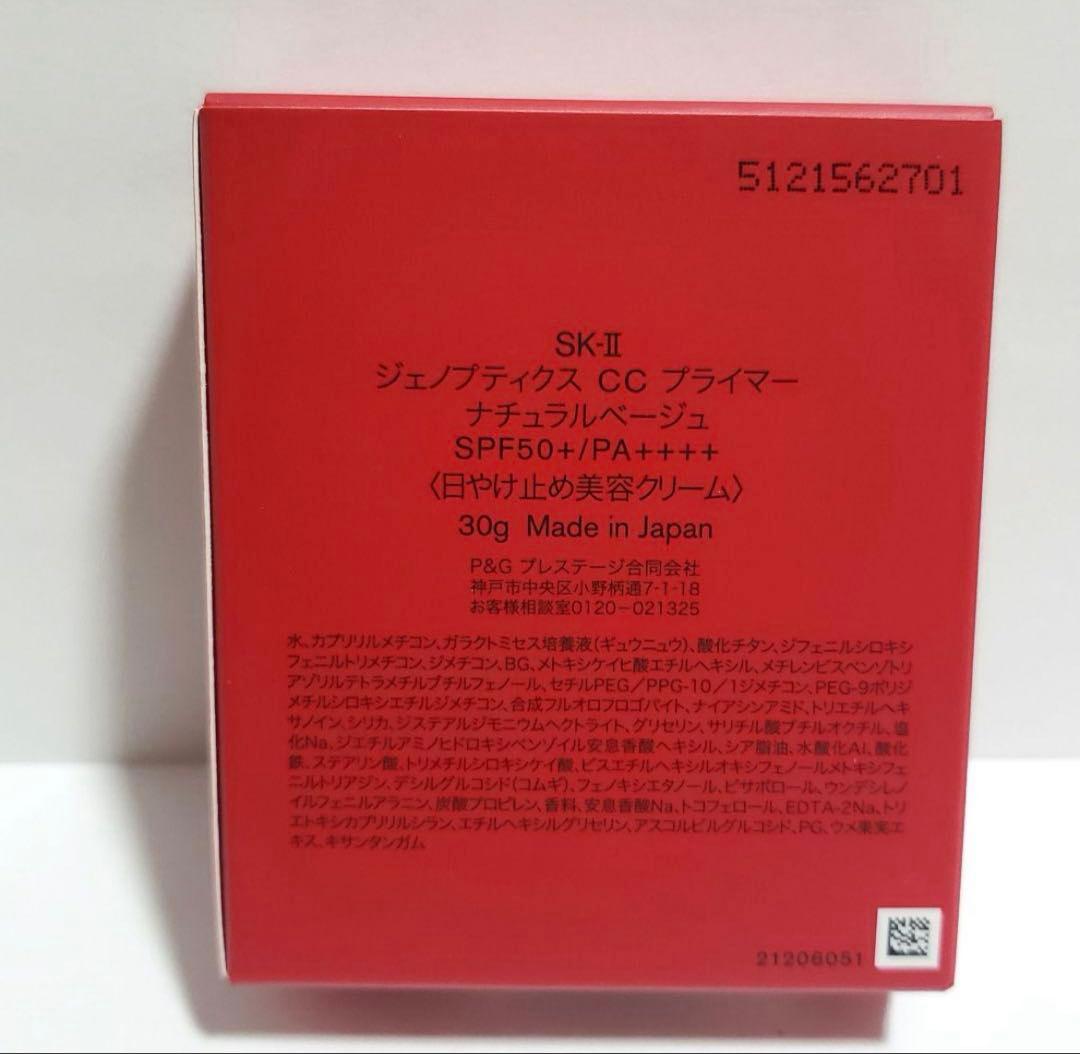 5121562701
SK-Ⅱ
ジェノプティクス CC プライマー
ナチュラルベージュ
SPF50+/PA++++
〈日やけ止め美容クリーム〉
30g Made in Japan
P&G プレステージ合同会社
神戸市中央区小野柄通7-1-18
お客様相談室0120-021325
水、カプリリルメチコン、ガラクトミセス培養液(ギュウニュウ)、酸化チタン、ジフェニルシロキシ
フェニルトリメチコン、ジメチコン、BG、メトキシケイヒ酸エチルヘキシル、メチレンビスベンゾトリ
アゾリルテトラメチルブチルフェノール、セチルPEG/PPG-10/1ジメチコン、PEG-9ポリジ
メチルシロキシエチルジメチコン、合成フルオロフロゴパイト、ナイアシンアミド、トリエチルヘキ
サノイン、シリカ、ジステアルジモニウムヘクトライト、グリセリン、サリチル酸ブチルオクチル、塩
化Na、ジエチルアミノヒドロキシベンゾイル安息香酸ヘキシル、シア脂油、水酸化Al、酸化
鉄、ステアリン酸、トリメチルシロキシケイ酸、ビスエチルヘキシルオキシフェノールメトキシフェ
ニルトリアジン、デシルグルコシド(コムギ)、フェノキシエタノール、ビサボロール、ウンデシレノ
イルフェニルアラニン、炭酸プロピレン、香料、安息香酸Na、トコフェロール、EDTA-2Na、トリ
エトキシカプリリルシラン、エチルヘキシルグリセリン、アスコルビルグルコシド、PG、ウメ果実エ
キス、キサンタンガム
21206051